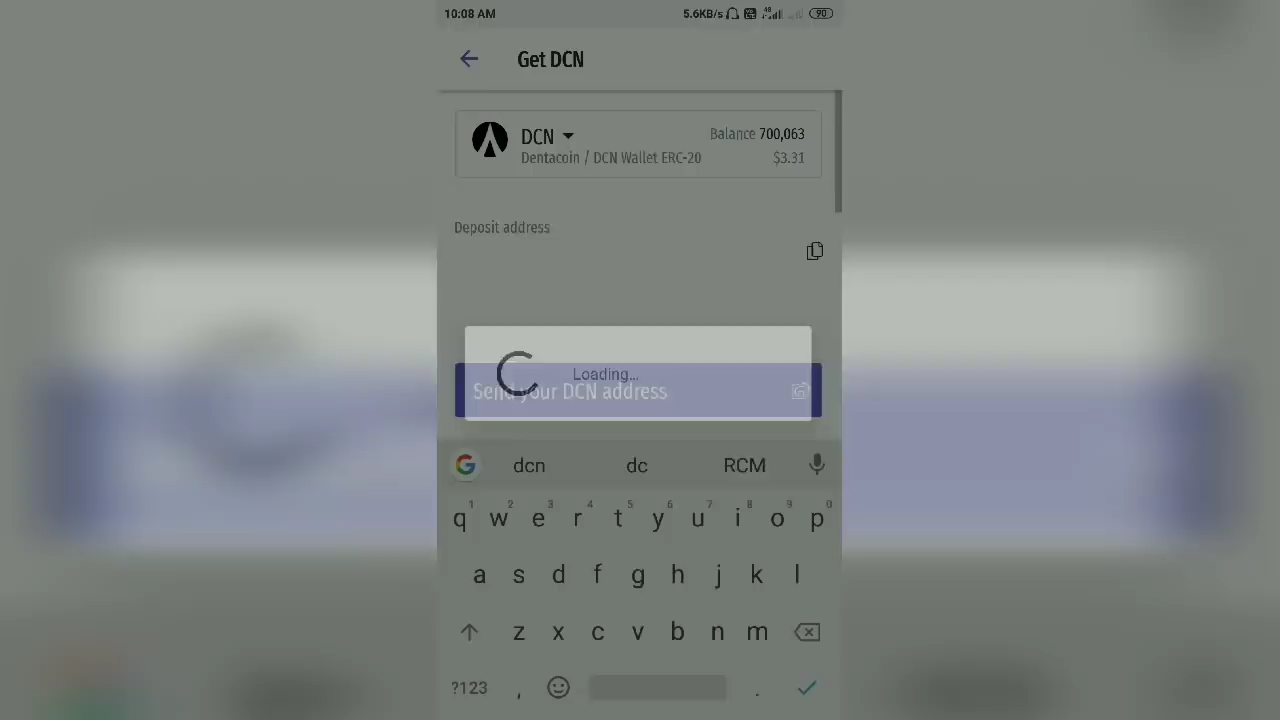 10:08 AM 5.6KB/s 90
Get DCN
DCN Balance 700,063
Dentacoin / DCN Wallet ERC-20 $3.31
Deposit address
Loading...
Send your DCN address
dcn dc RCM
1 2 3 4 5 6 7 8 9 0
q w e r t y u i o p
a s d f g h j k l
z x c v b n m
?123 , .